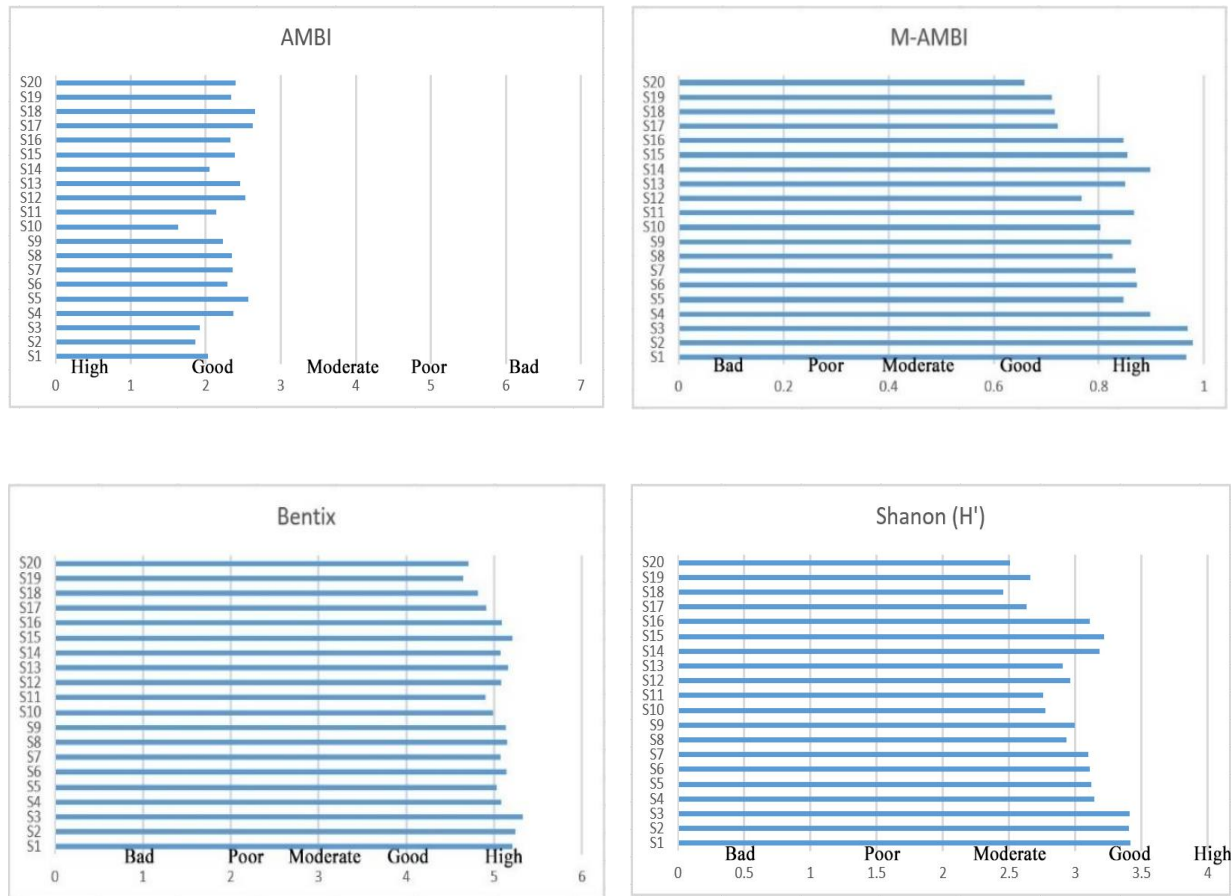 AMBI
S20
S19
S18
S17
S16
S15
S14
S13
S12
S11
S10
S9
S8
S7
S6
S5
S4
S3
S2
S1
High Good Moderate Poor Bad
0 1 2 3 4 5 6 7
M-AMBI
S20
S19
S18
S17
S16
S15
S14
S13
S12
S11
S10
S9
S8
S7
S6
S5
S4
S3
S2
S1
Bad Poor Moderate Good High
0 0.2 0.4 0.6 0.8 1
Bentix
S20
S19
S18
S17
S16
S15
S14
S13
S12
S11
S10
S9
S8
S7
S6
S5
S4
S3
S2
S1
Bad Poor Moderate Good High
0 1 2 3 4 5 6
Shanon (H')
S20
S19
S18
S17
S16
S15
S14
S13
S12
S11
S10
S9
S8
S7
S6
S5
S4
S3
S2
S1
Bad Poor Moderate Good High
0 0.5 1 1.5 2 2.5 3 3.5 4